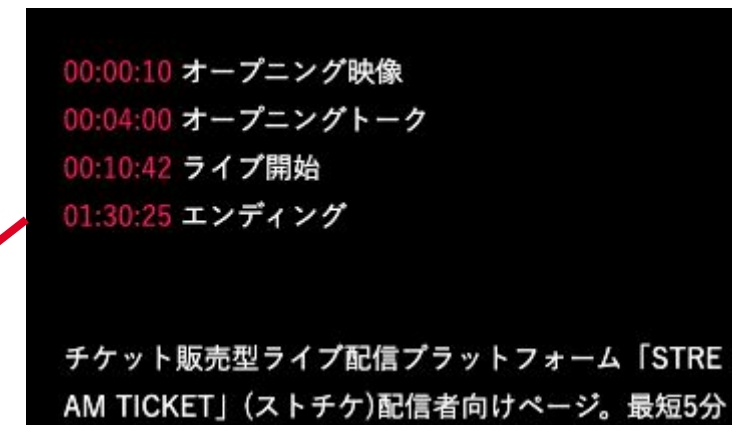 00:00:10 オープニング映像
00:04:00 オープニングトーク
00:10:42 ライブ開始
01:30:25 エンディング
チケット販売型ライブ配信プラットフォーム「STRE
AM TICKET」(ストチケ)配信者向けページ。最短5分